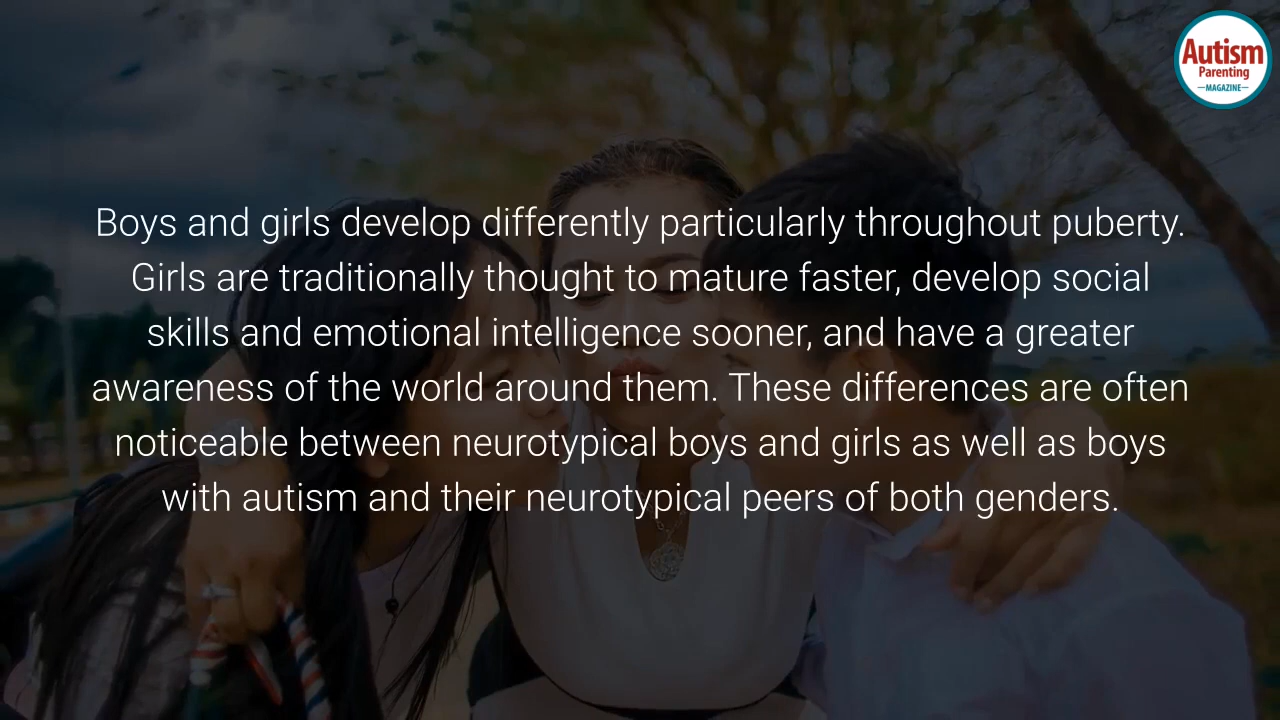 Autism
Parenting
MAGAZINE
Boys and girls develop differently particularly throughout puberty.
Girls are traditionally thought to mature faster, develop social
skills and emotional intelligence sooner, and have a greater
awareness of the world around them. These differences are often
noticeable between neurotypical boys and girls as well as boys
with autism and their neurotypical peers of both genders.